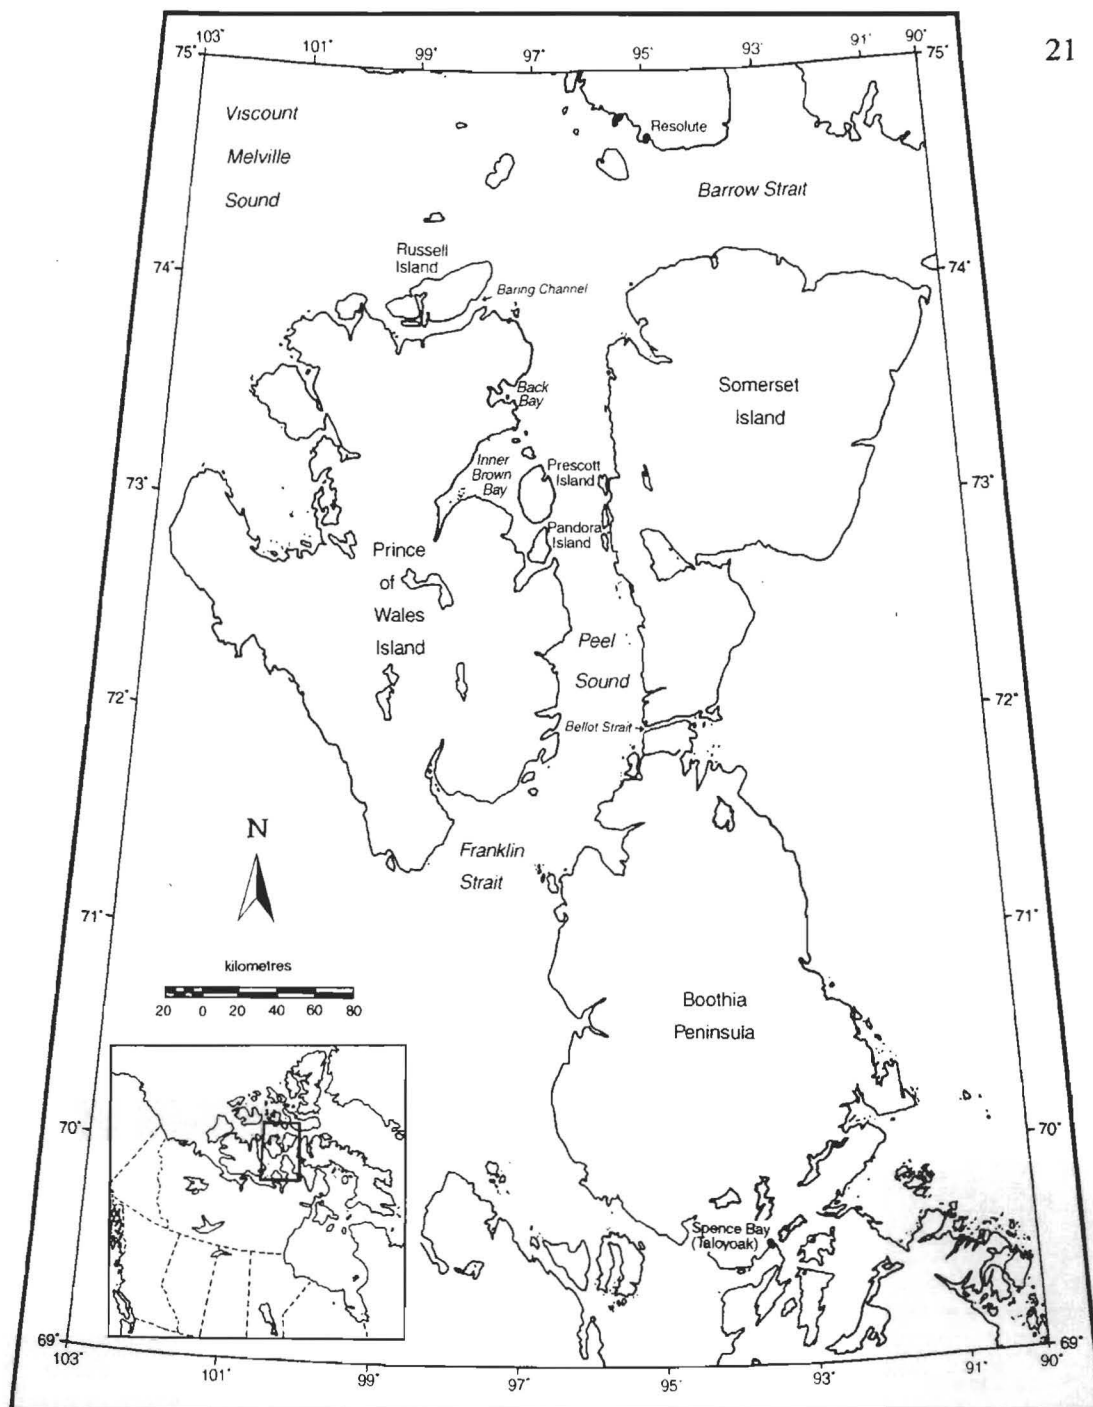 21
103°
101°
99°
97°
95°
93°
91°
90°
75°
75°
Viscount
Melville
Sound
Resolute
Barrow Strait
Russell
Island
74°
74°
Baring Channel
Back
Bay
Somerset
Island
Inner
Brown
Bay
Prescott
Island
73°
73°
Pandora
Island
Prince
of
Wales
Island
Peel
Sound
72°
72°
Bellot Strait
N
Franklin
Strait
71°
71°
kilometres
20 0 20 40 60 80
Boothia
Peninsula
70°
70°
Spence Bay
(Taloyoak)
69°
69°
103°
101°
99°
97°
95°
93°
91°
90°